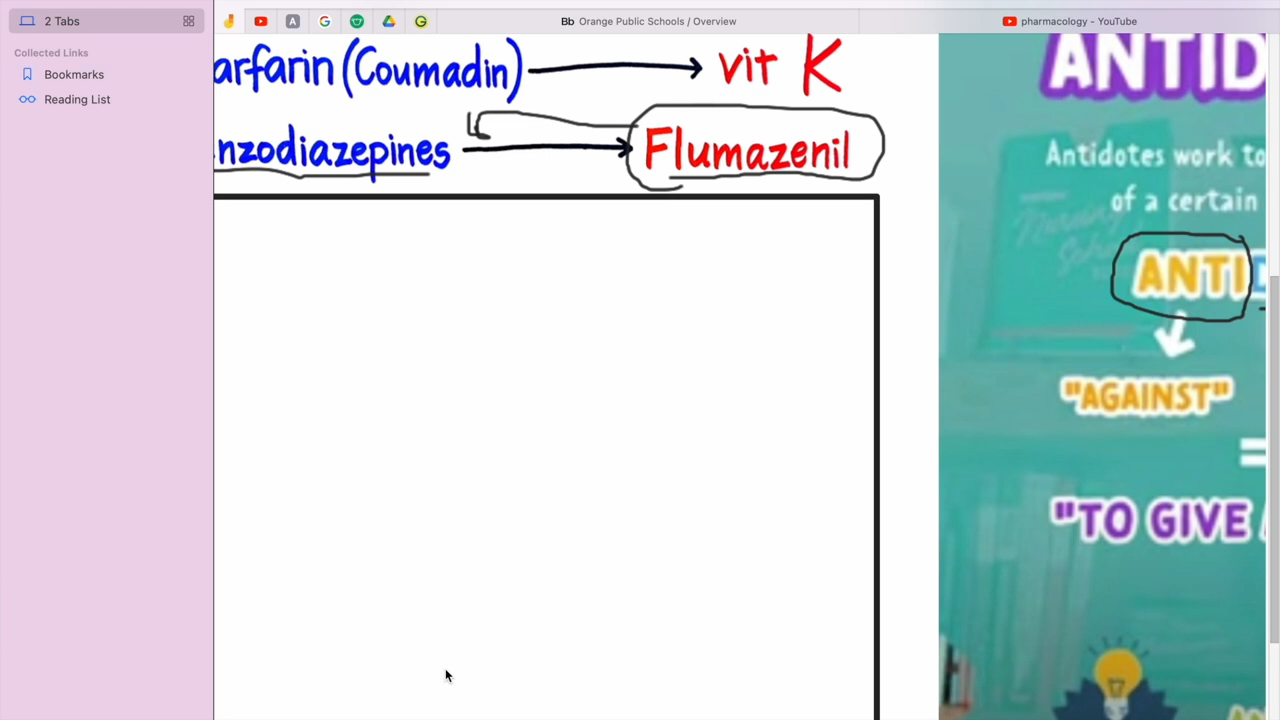 2 Tabs
Collected Links
Bookmarks
Reading List
Bb Orange Public Schools / Overview
pharmacology - YouTube
arfarin (Coumadin) → vit K
nzodiazepines → Flumazenil
ANTID
Antidotes work to
of a certain
ANTI
"AGAINST"
=
"TO GIVE